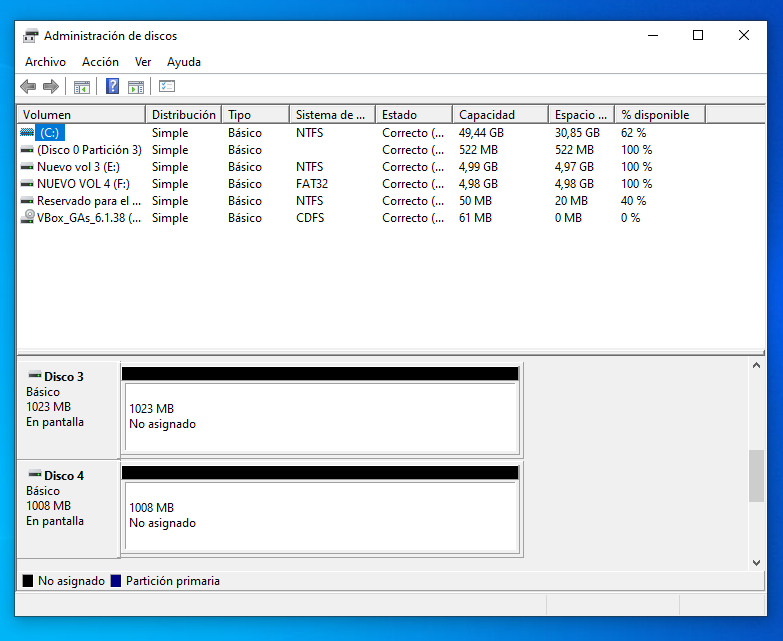 Administración de discos
Archivo Acción Ver Ayuda
Volumen Distribución Tipo Sistema de ... Estado Capacidad Espacio ... % disponible
(C:) Simple Básico NTFS Correcto (... 49,44 GB 30,85 GB 62 %
(Disco 0 Partición 3) Simple Básico Correcto (... 522 MB 522 MB 100 %
Nuevo vol 3 (E:) Simple Básico NTFS Correcto (... 4,99 GB 4,97 GB 100 %
NUEVO VOL 4 (F:) Simple Básico FAT32 Correcto (... 4,98 GB 4,98 GB 100 %
Reservado para el ... Simple Básico NTFS Correcto (... 50 MB 20 MB 40 %
VBox_GAs_6.1.38 (... Simple Básico CDFS Correcto (... 61 MB 0 MB 0 %
Disco 3
Básico
1023 MB
En pantalla
1023 MB
No asignado
Disco 4
Básico
1008 MB
En pantalla
1008 MB
No asignado
No asignado Partición primaria